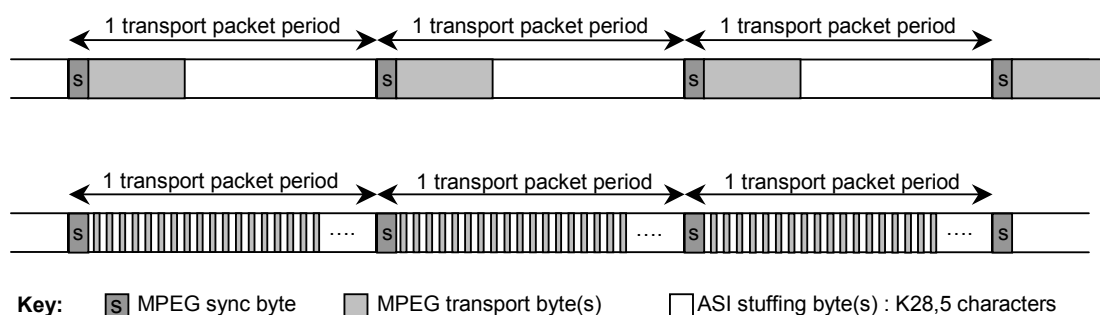 1 transport packet period 1 transport packet period 1 transport packet period
S S S S
1 transport packet period 1 transport packet period 1 transport packet period
S .... S .... S .... S
Key: S MPEG sync byte MPEG transport byte(s) ASI stuffing byte(s) : K28,5 characters